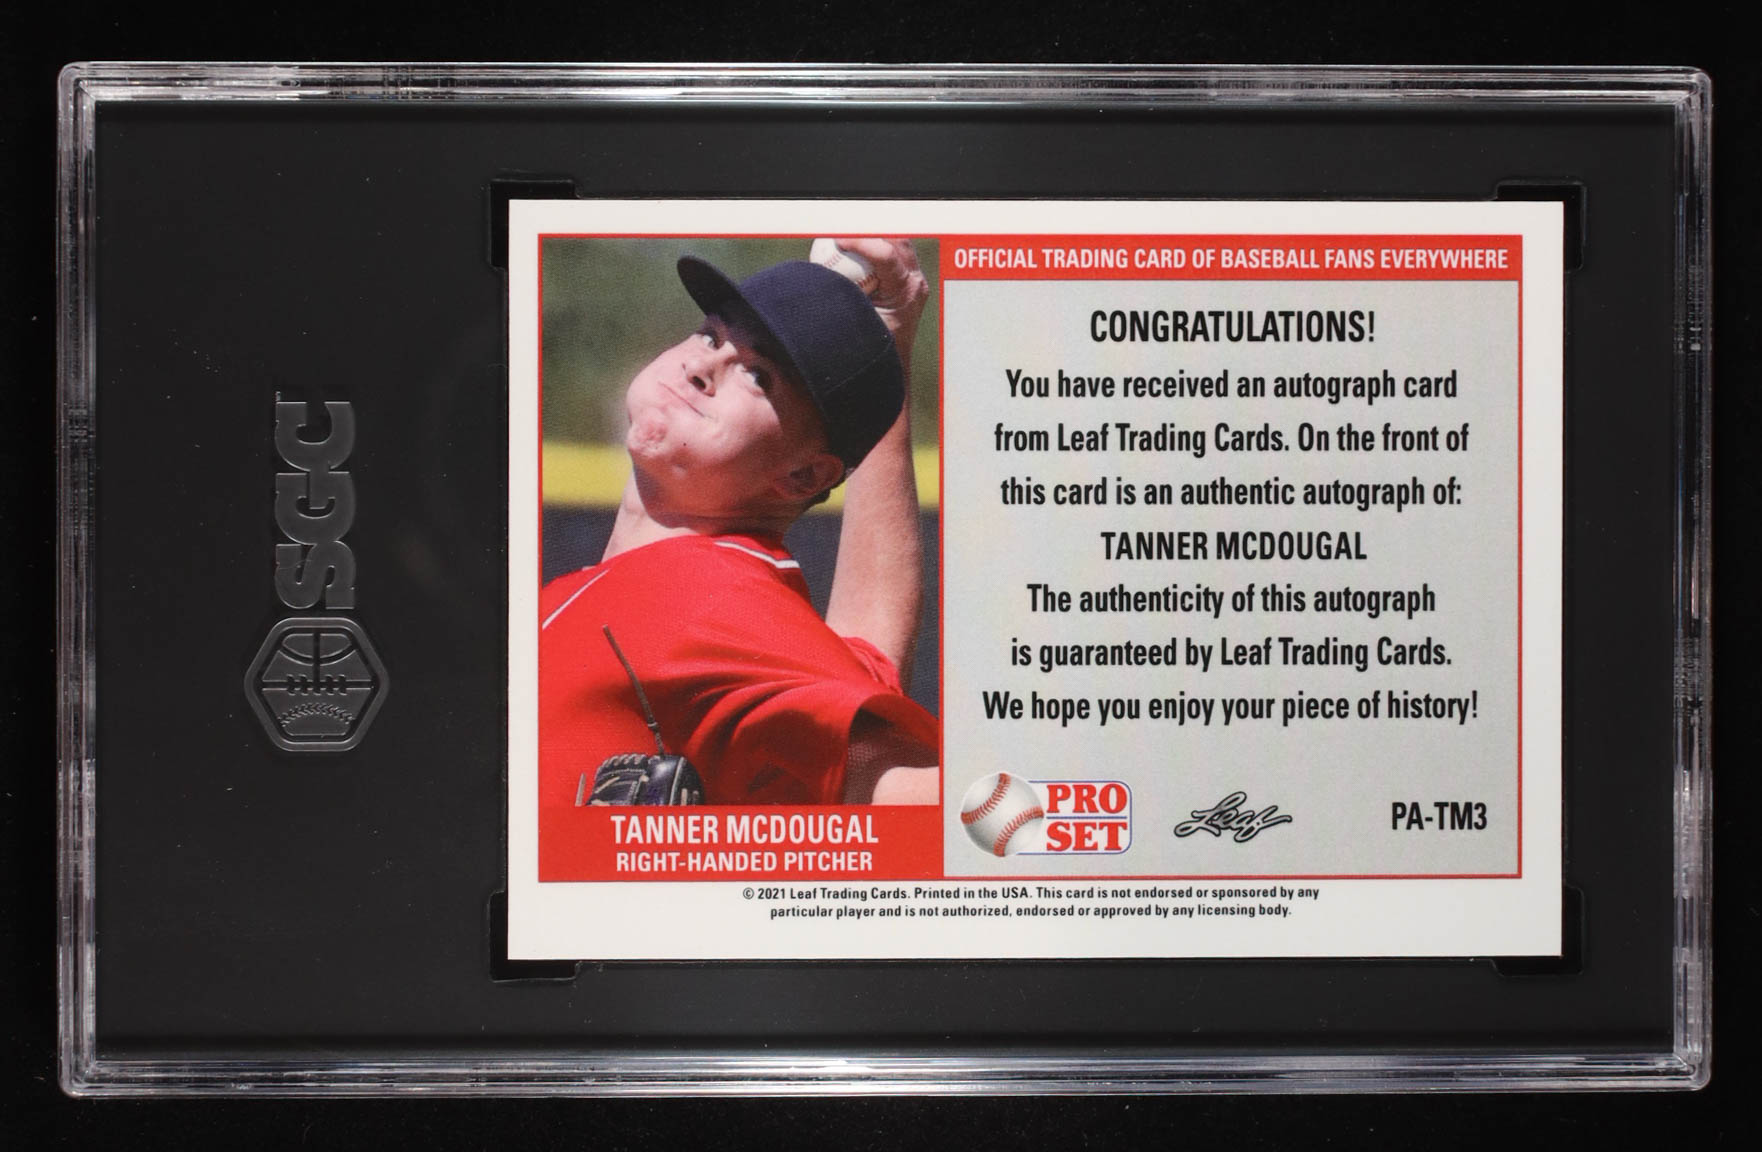 SGC
OFFICIAL TRADING CARD OF BASEBALL FANS EVERYWHERE
CONGRATULATIONS!
You have received an autograph card
from Leaf Trading Cards. On the front of
this card is an authentic autograph of:
TANNER MCDOUGAL
The authenticity of this autograph
is guaranteed by Leaf Trading Cards.
We hope you enjoy your piece of history!
PRO
SET
Leaf
PA-TM3
TANNER MCDOUGAL
RIGHT-HANDED PITCHER
© 2021 Leaf Trading Cards. Printed in the USA. This card is not endorsed or sponsored by any
particular player and is not authorized, endorsed or approved by any licensing body.